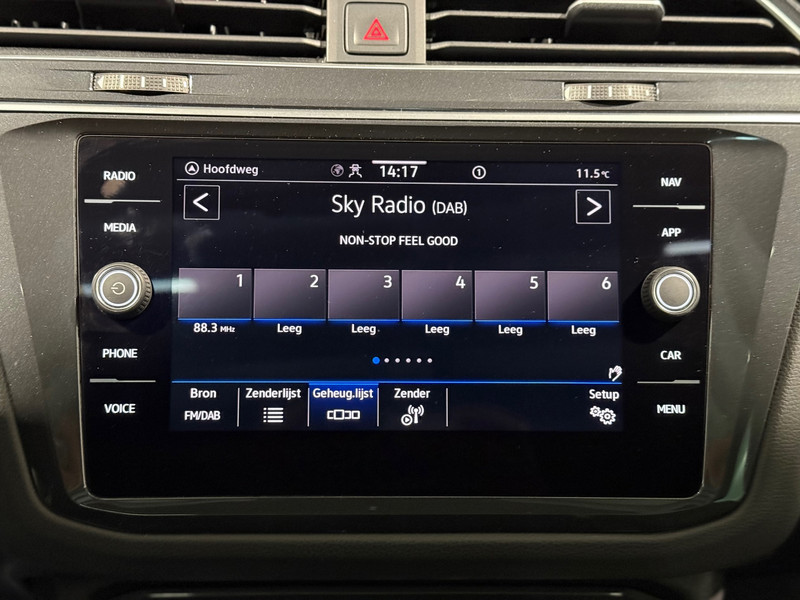 RADIO
MEDIA
PHONE
VOICE
Hoofdweg
14:17
1
11.5°C
Sky Radio (DAB)
NON-STOP FEEL GOOD
1 2 3 4 5 6
88.3 MHz Leeg Leeg Leeg Leeg Leeg
Bron Zenderlijst Geheug.lijst Zender Setup
FM/DAB
NAV
APP
CAR
MENU